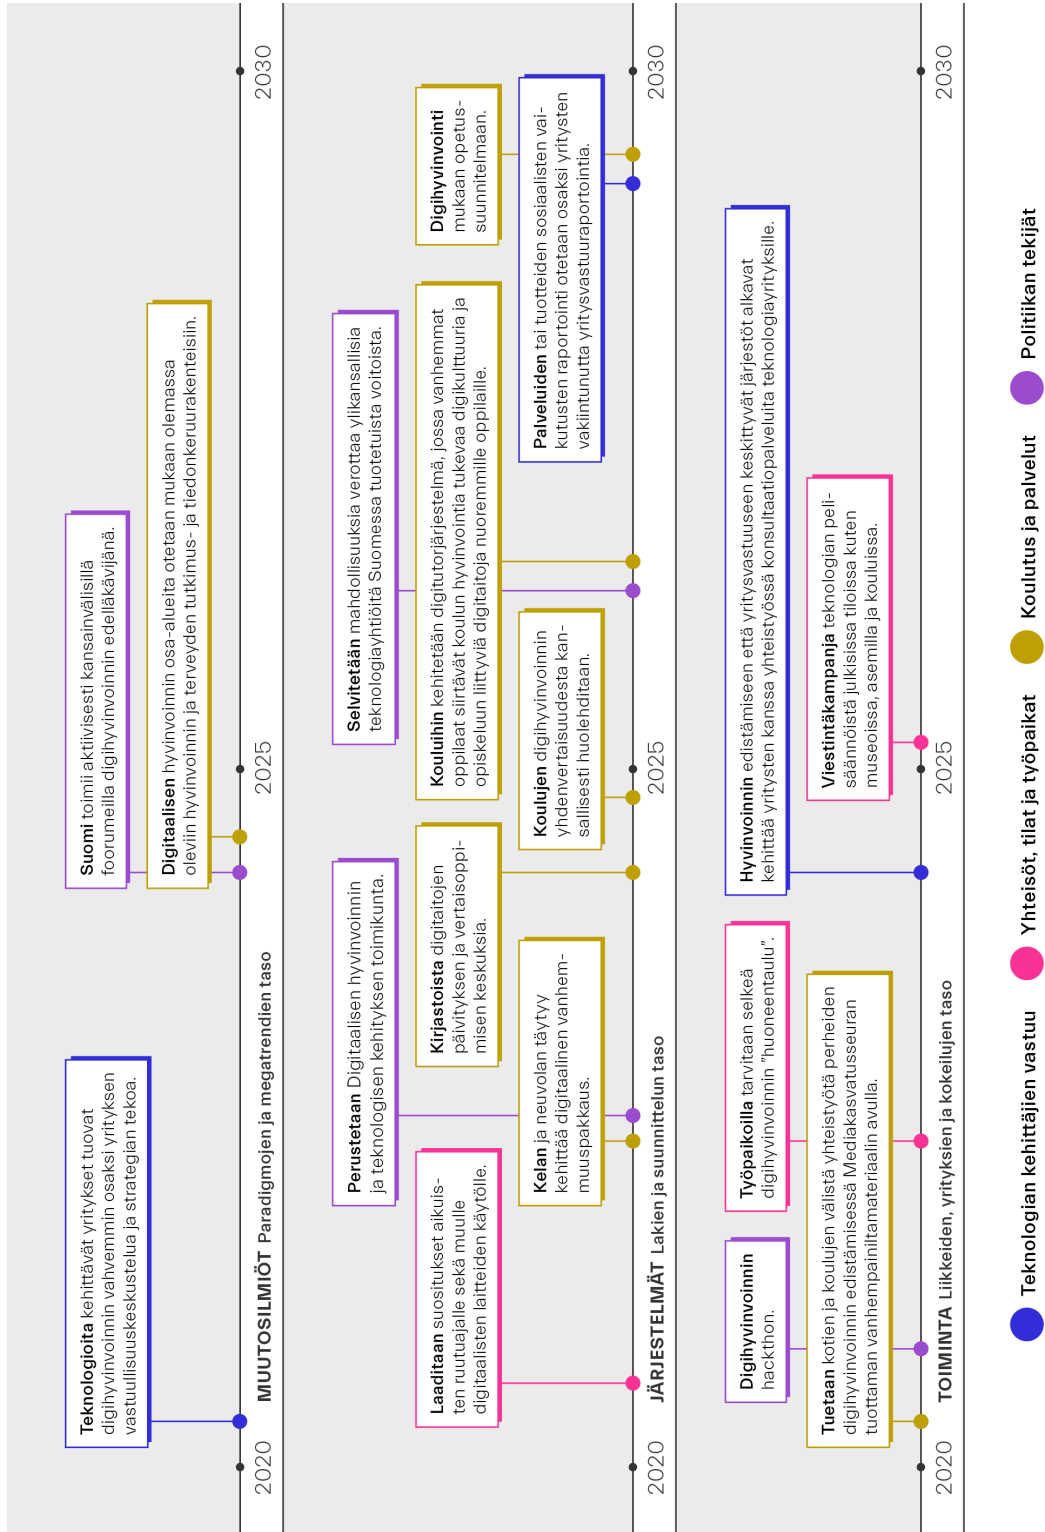 Teknologioita kehittävät yritykset tuovat
digihyvinvoinnin vahvemmin osaksi yrityksen
vastuullisuuskeskustelua ja strategian tekoa.
Suomi toimii aktiivisesti kansainvälisillä
foorumeilla digihyvinvoinnin edelläkävijänä.
Digitaalisen hyvinvoinnin osa-alueita otetaan mukaan olemassa
oleviin hyvinvoinnin ja terveyden tutkimus- ja tiedonkeruurakenteisiin.
2020
2025
2030
MUUTOSILMIÖT Paradigmojen ja megatrendien taso
Perustetaan Digitaalisen hyvinvoinnin
ja teknologisen kehityksen toimikunta.
Selvitetään mahdollisuuksia verottaa ylikansallisia
teknologiayhtiöitä Suomessa tuotetuista voitoista.
Laaditaan suositukset aikuis-
ten ruutuajalle sekä muulle
digitaalisten laitteiden käytölle.
Kirjastoista digitaitojen
päivityksen ja vertaisoppi-
misen keskuksia.
Kouluihin kehitetään digitutorjärjestelmä, jossa vanhemmat
oppilaat siirtävät koulun hyvinvointia tukevaa digikulttuuria ja
opiskeluun liittyviä digitaitoja nuoremmille oppilaille.
Digihyvinvointi
mukaan opetus-
suunnitelmaan.
Kelan ja neuvolan täytyy
kehittää digitaalinen vanhem-
muuspakkaus.
Koulujen digihyvinvoinnin
yhdenvertaisuudesta kan-
sallisesti huolehditaan.
Palveluiden tai tuotteiden sosiaalisten vai-
kutusten raportointi otetaan osaksi yritysten
vakiintunutta yritysvastuuraportointia.
2020
2025
2030
JÄRJESTELMÄT Lakien ja suunnittelun taso
Digihyvinvoinnin
hackthon.
Työpaikoilla tarvitaan selkeä
digihyvinvoinnin ”huoneentaulu”.
Hyvinvoinnin edistämiseen että yritysvastuuseen keskittyvät järjestöt alkavat
kehittää yritysten kanssa yhteistyössä konsultaatiopalveluita teknologiayrityksille.
Tuetaan kotien ja koulujen välistä yhteistyötä perheiden
digihyvinvoinnin edistämisessä Mediakasvatusseuran
tuottaman vanhempainiltamateriaalin avulla.
Viestintäkampanja teknologian peli-
säännöistä julkisissa tiloissa kuten
museoissa, asemilla ja kouluissa.
2020
2025
2030
TOIMINTA Liikkeiden, yrityksien ja kokeilujen taso
Teknologian kehittäjien vastuu
Yhteisöt, tilat ja työpaikat
Koulutus ja palvelut
Politiikan tekijät